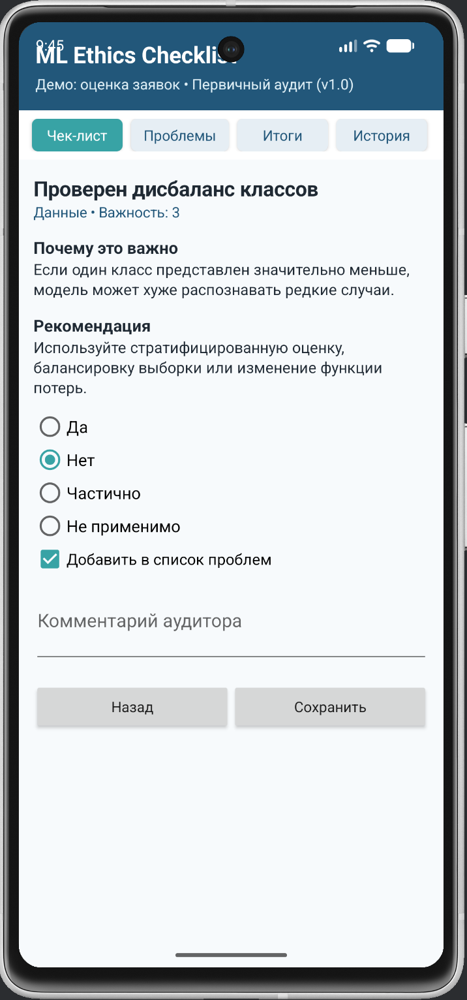 9:45
ML Ethics Checklist
Демо: оценка заявок • Первичный аудит (v1.0)
Чек-лист
Проблемы
Итоги
История
Проверен дисбаланс классов
Данные • Важность: 3
Почему это важно
Если один класс представлен значительно меньше,
модель может хуже распознавать редкие случаи.
Рекомендация
Используйте стратифицированную оценку,
балансировку выборки или изменение функции
потерь.
Да
Нет
Частично
Не применимо
Добавить в список проблем
Комментарий аудитора
Назад
Сохранить